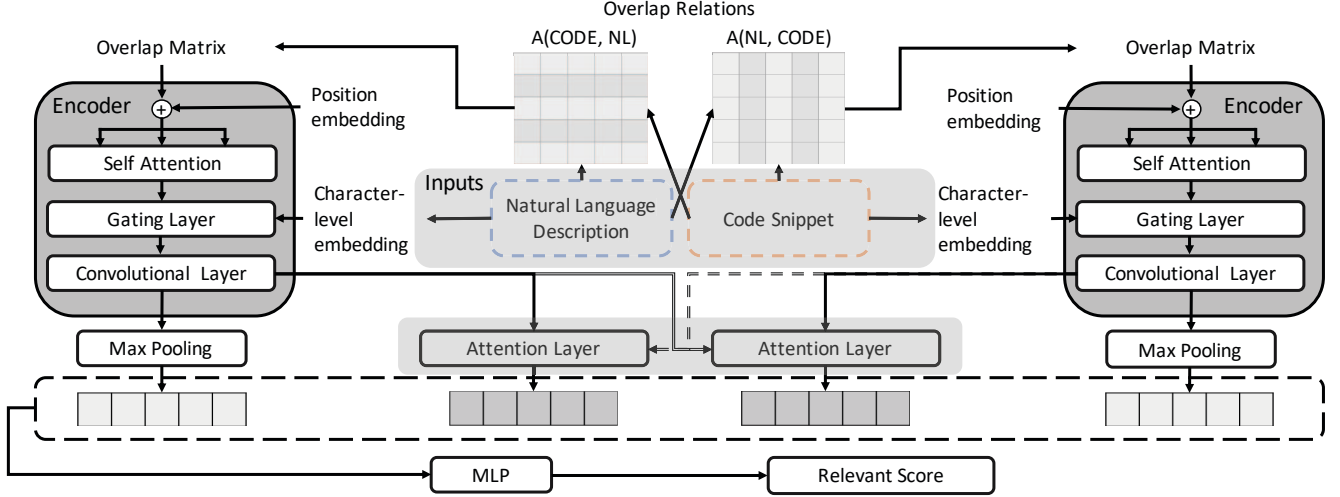 Overlap Relations
A(CODE, NL)
A(NL, CODE)
Overlap Matrix
Overlap Matrix
Encoder
Position
embedding
Position
embedding
Encoder
Self Attention
Self Attention
Inputs
Character-
level
embedding
Natural Language
Description
Code Snippet
Character-
level
embedding
Gating Layer
Gating Layer
Convolutional Layer
Convolutional Layer
Max Pooling
Attention Layer
Attention Layer
Max Pooling
MLP
Relevant Score